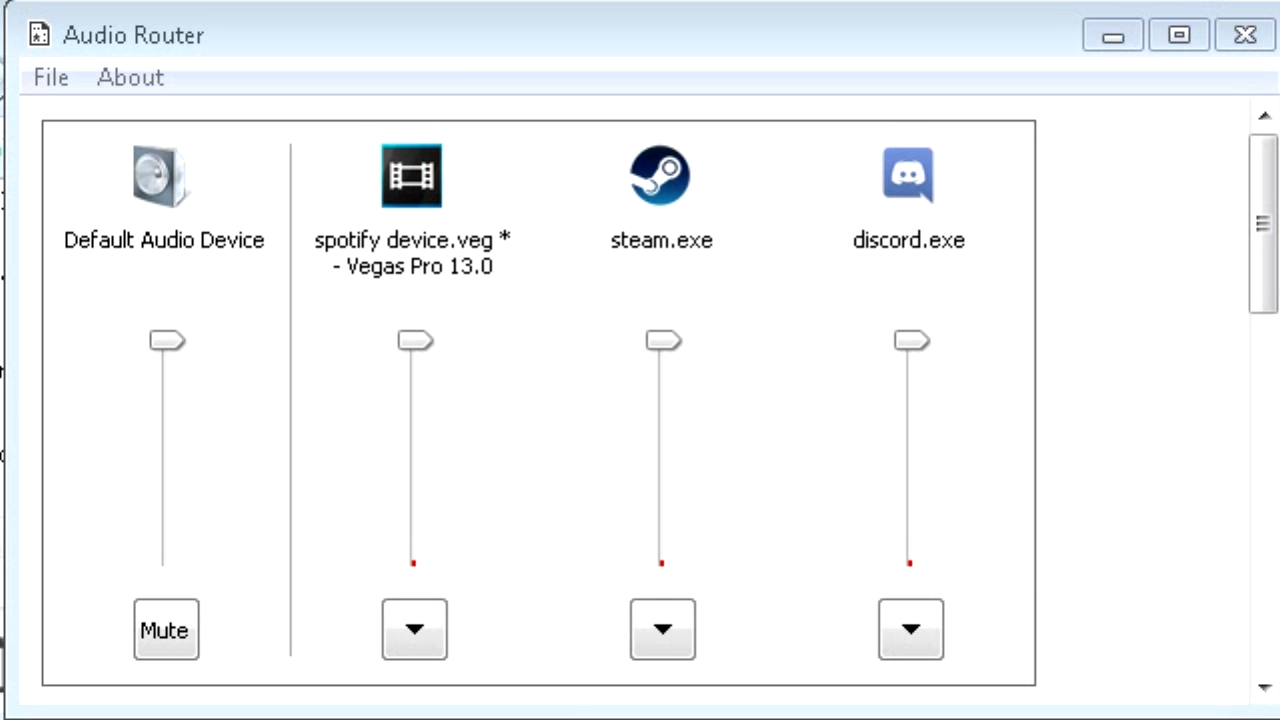 Audio Router
File About
Default Audio Device
spotify device.veg *
- Vegas Pro 13.0
steam.exe
discord.exe
Mute